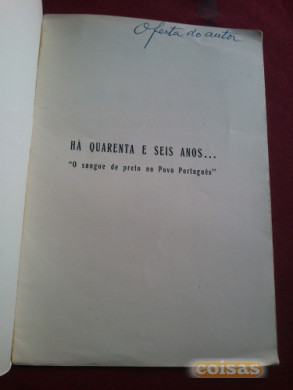 Oferta do autor
HÁ QUARENTA E SEIS ANOS...
"O sangue de preto no Povo Português"
coisas